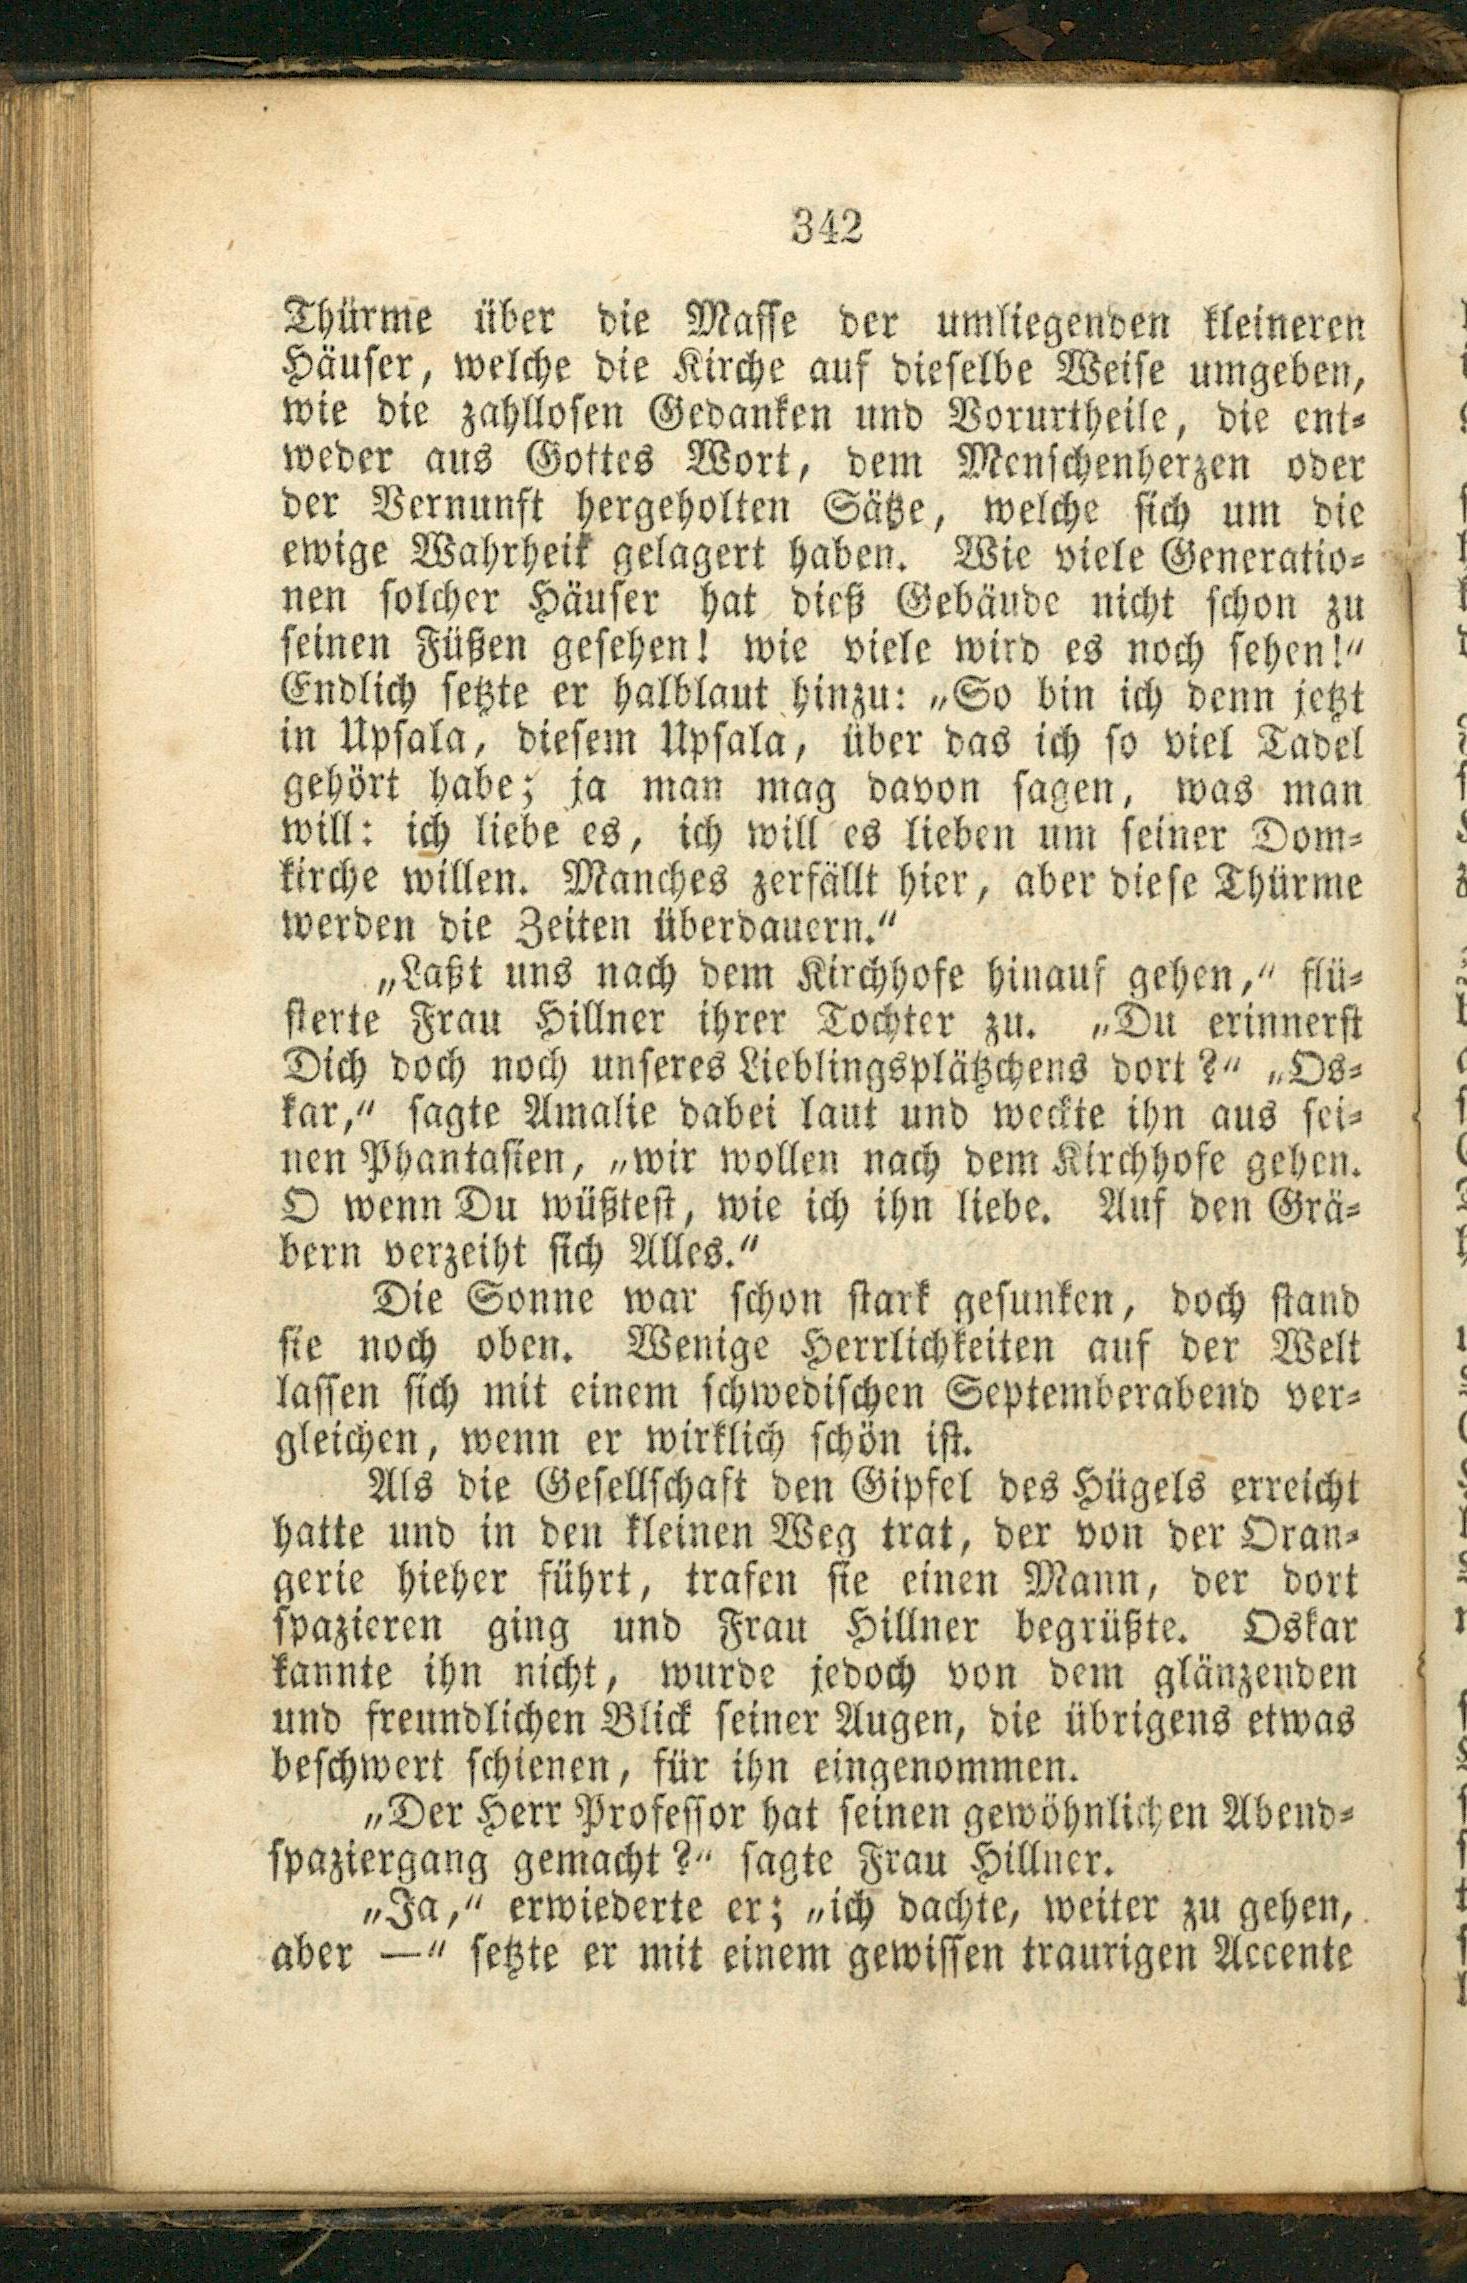 342
Thürme über die Masse der umliegenden kleineren
Häuser, welche die Kirche auf dieselbe Weise umgeben,
wie die zahllosen Gedanken und Vorurtheile, die ent-
weder aus Gottes Wort, dem Menschenherzen oder
der Vernunft hergeholten Sätze, welche sich um die
ewige Wahrheit gelagert haben. Wie viele Generatio-
nen solcher Häuser hat dieß Gebäude nicht schon zu
seinen Füßen gesehen! wie viele wird es noch sehen!“
Endlich setzte er halblaut hinzu: „So bin ich denn jetzt
in Upsala, diesem Upsala, über das ich so viel Tadel
gehört habe; ja man mag davon sagen, was man
will: ich liebe es, ich will es lieben um seiner Dom-
kirche willen. Manches zerfällt hier, aber diese Thürme
werden die Zeiten überdauern.“
„Laßt uns nach dem Kirchhofe hinauf gehen,“ flü-
sterte Frau Hillner ihrer Tochter zu. „Du erinnerst
Dich doch noch unseres Lieblingsplätzchens dort?“ „Os-
kar,“ sagte Amalie dabei laut und weckte ihn aus sei-
nen Phantasien, „wir wollen nach dem Kirchhofe gehen.
O wenn Du wüßtest, wie ich ihn liebe. Auf den Grä-
bern verzeiht sich Alles.“
Die Sonne war schon stark gesunken, doch stand
sie noch oben. Wenige Herrlichkeiten auf der Welt
lassen sich mit einem schwedischen Septemberabend ver-
gleichen, wenn er wirklich schön ist.
Als die Gesellschaft den Gipfel des Hügels erreicht
hatte und in den kleinen Weg trat, der von der Oran-
gerie hieher führt, trafen sie einen Mann, der dort
spazieren ging und Frau Hillner begrüßte. Oskar
kannte ihn nicht, wurde jedoch von dem glänzenden
und freundlichen Blick seiner Augen, die übrigens etwas
beschwert schienen, für ihn eingenommen.
„Der Herr Professor hat seinen gewöhnlichen Abend-
spaziergang gemacht?“ sagte Frau Hillner.
„Ja,“ erwiederte er; „ich dachte, weiter zu gehen,
aber —“ setzte er mit einem gewissen traurigen Accente